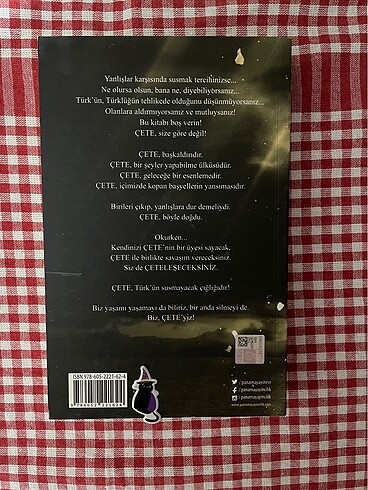 Yanlışlar karşısında susmak tercihinizse...
Ne olursa olsun, bana ne, diyebiliyorsanız...
Türk'ün, Türklüğün tehlikede olduğunu düşünmüyorsanız...
Olanlara aldırmıyorsanız ve mutluysanız!
Bu kitabı boş verin!
ÇETE, size göre değil!
ÇETE, başkaldırıdır.
ÇETE, bir şeyler yapabilme ülküsüdür.
ÇETE, geleceğe bir esenlemedir.
ÇETE, içimizde kopan başyellerin yansımasıdır.
Birileri çıkıp, yanlışlara dur demeliydi.
ÇETE, böyle doğdu.
Okurken...
Kendinizi ÇETE'nin bir üyesi sayacak,
ÇETE ile birlikte savaşım vereceksiniz.
Siz de ÇETELEŞECEKSİNİZ.
ÇETE, Türk'ün susmayacak çığlığıdır!
Biz yaşamı yaşamayı da biliriz, bir anda silmeyi de.
Biz, ÇETE'yiz!
ISBN:978-605-2221-62-4
9 786052 221624
panamayayinevi
panamayayincilik
panamayayincilik
www.panamayayincilik.com